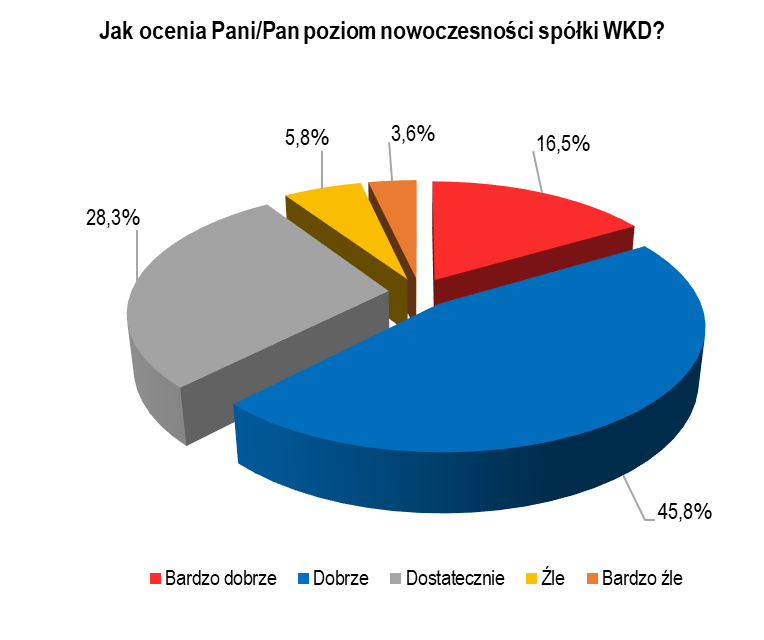 Jak ocenia Pani/Pan poziom nowoczesności spółki WKD?
5,8%
3,6%
16,5%
28,3%
45,8%
Bardzo dobrze
Dobrze
Dostatecznie
Źle
Bardzo źle